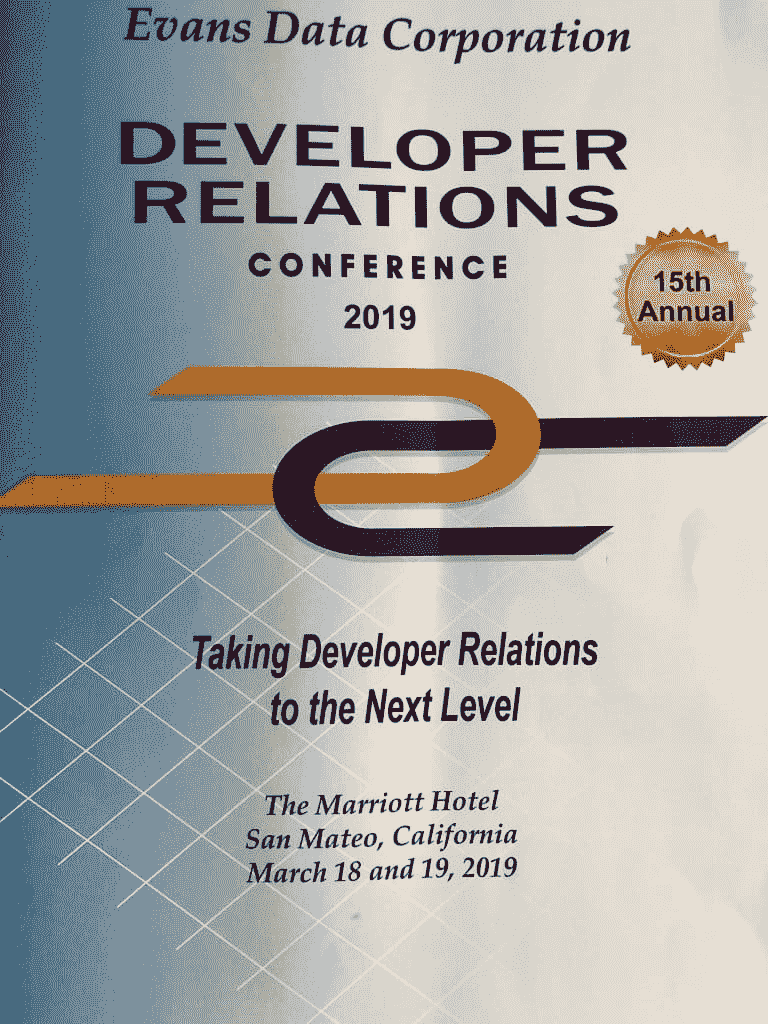 Evans Data Corporation
DEVELOPER
RELATIONS
CONFERENCE
2019
15th
Annual
Taking Developer Relations
to the Next Level
The Marriott Hotel
San Mateo, California
March 18 and 19, 2019